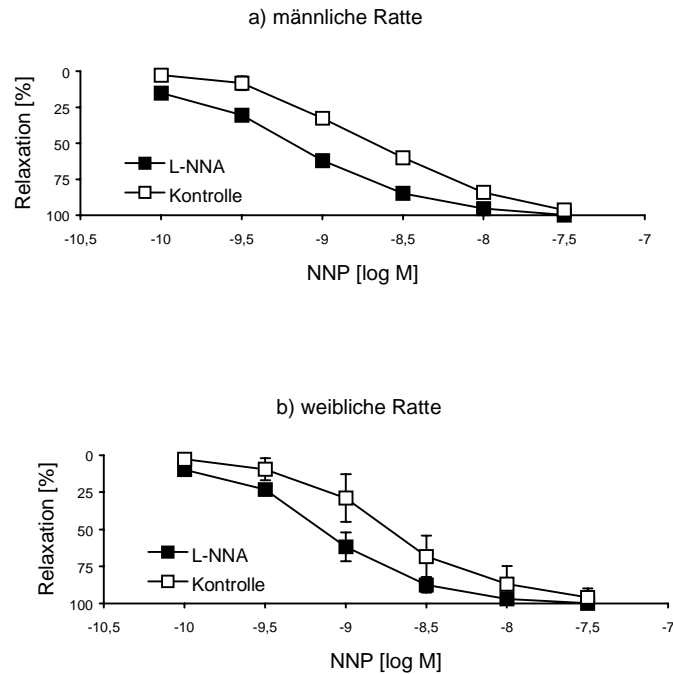 a) männliche Ratte
Relaxation [%]
0
25
50
75
100
L-NNA
Kontrolle
-10,5 -10 -9,5 -9 -8,5 -8 -7,5 -7
NNP [log M]
b) weibliche Ratte
Relaxation [%]
0
25
50
75
100
L-NNA
Kontrolle
-10,5 -10 -9,5 -9 -8,5 -8 -7,5 -7
NNP [log M]